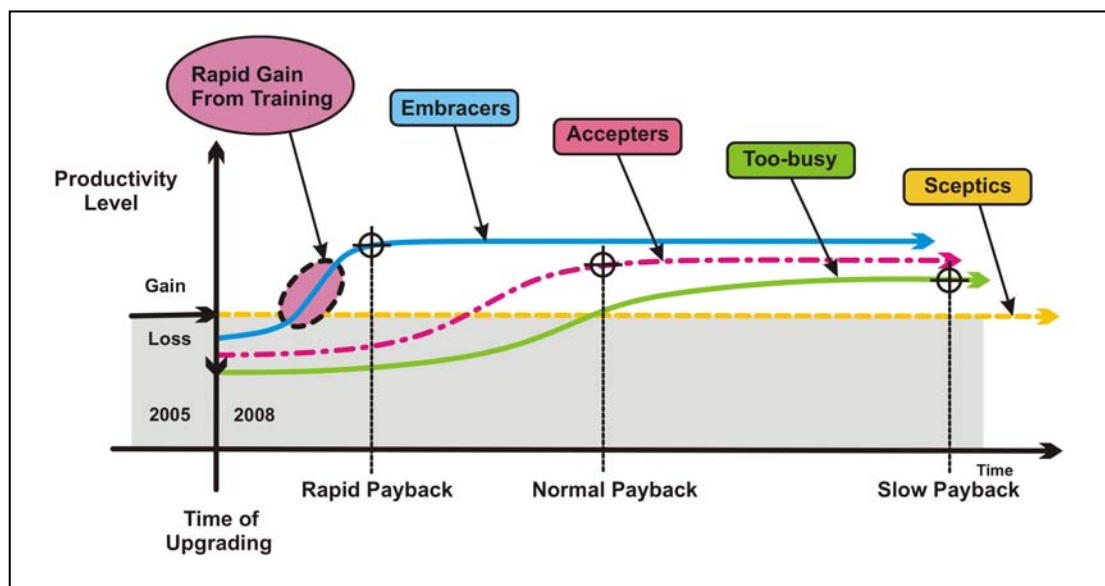 Rapid Gain
From Training
Embracers
Accepters
Too-busy
Sceptics
Productivity
Level
Gain
Loss
2005
2008
Time
Rapid Payback
Normal Payback
Slow Payback
Time of
Upgrading